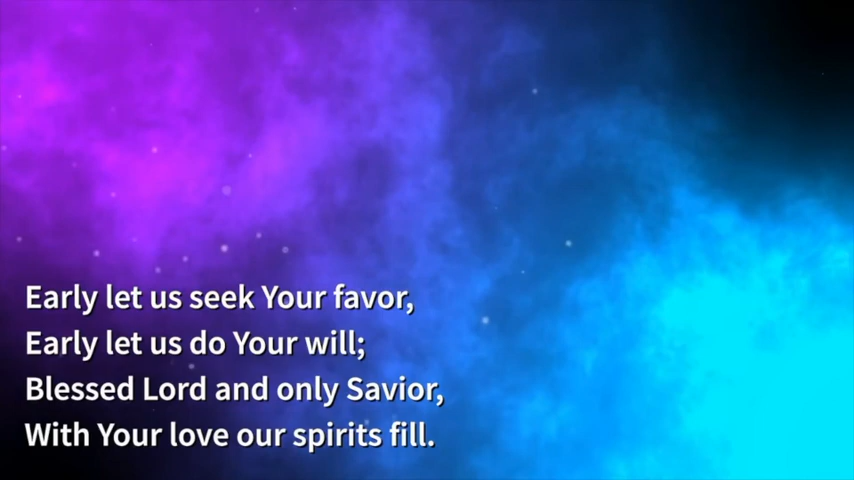 Early let us seek Your favor,
Early let us do Your will;
Blessed Lord and only Savior,
With Your love our spirits fill.